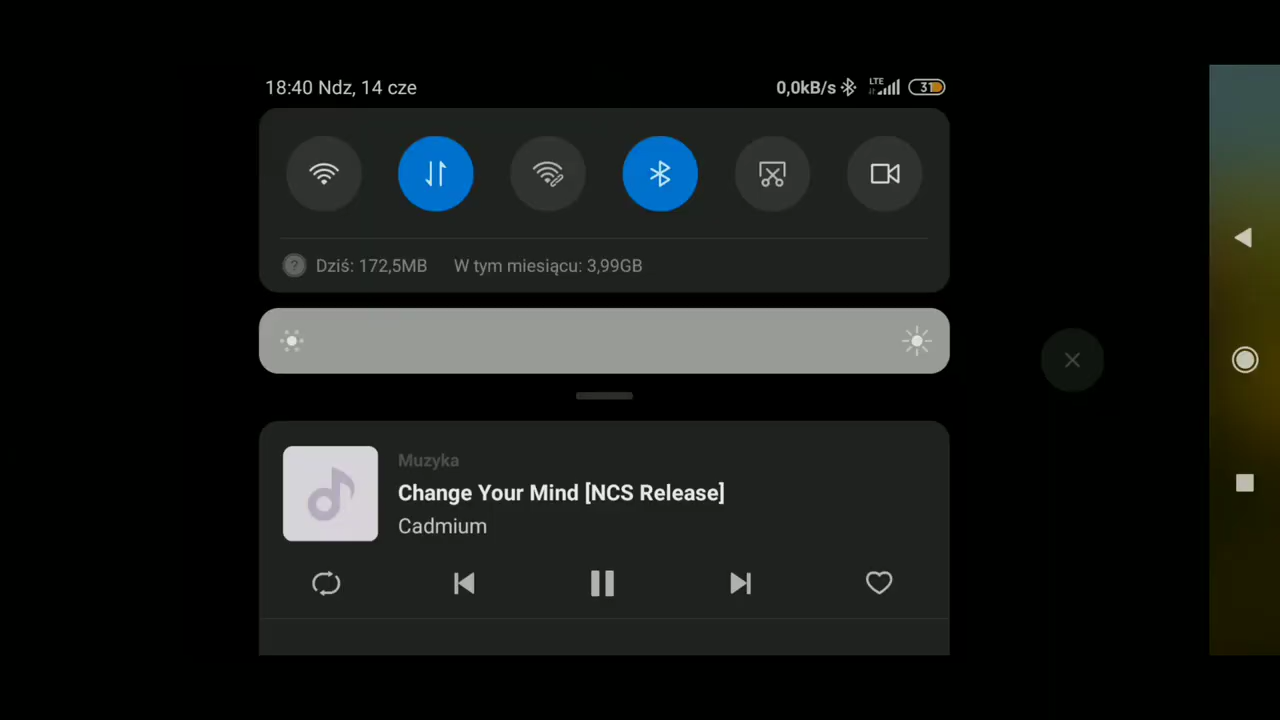 18:40 Ndz, 14 cze
0,0kB/s LTE 31
Dziś: 172,5MB W tym miesiącu: 3,99GB
Muzyka
Change Your Mind [NCS Release]
Cadmium